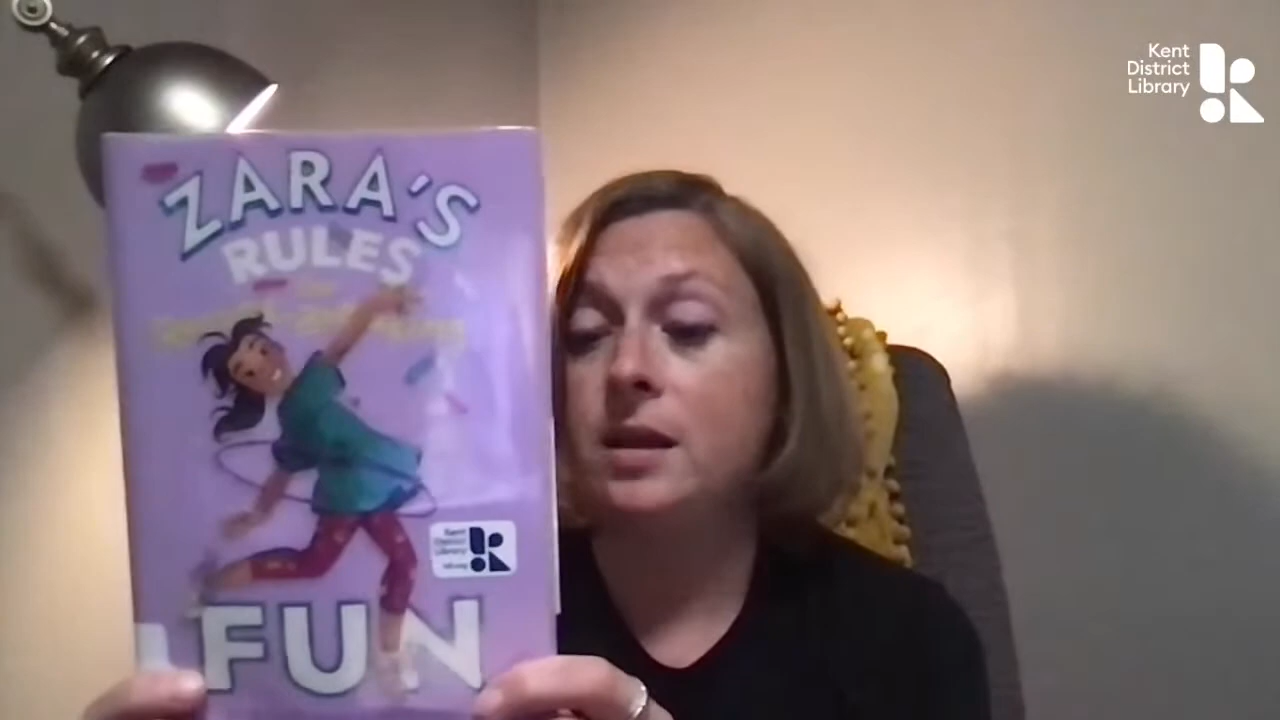 Kent
District
Library
ZARA'S
RULES
FUN
Kent
District
Library